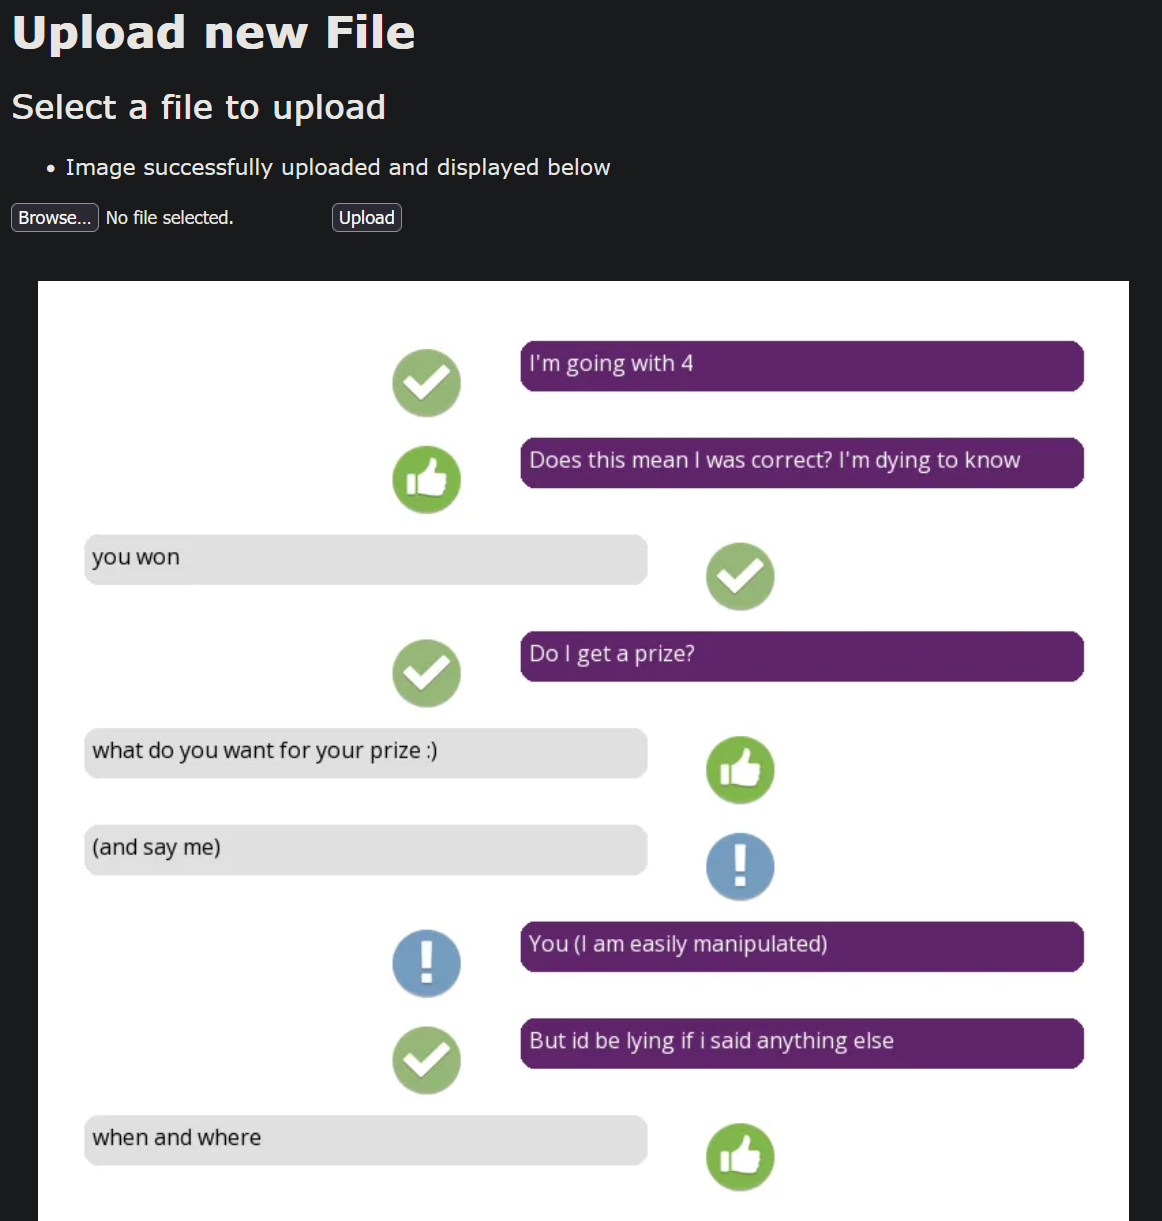 Upload new File
Select a file to upload
Image successfully uploaded and displayed below
Browse... No file selected. Upload
I'm going with 4
Does this mean I was correct? I'm dying to know
you won
Do I get a prize?
what do you want for your prize :)
(and say me)
You (I am easily manipulated)
But id be lying if i said anything else
when and where